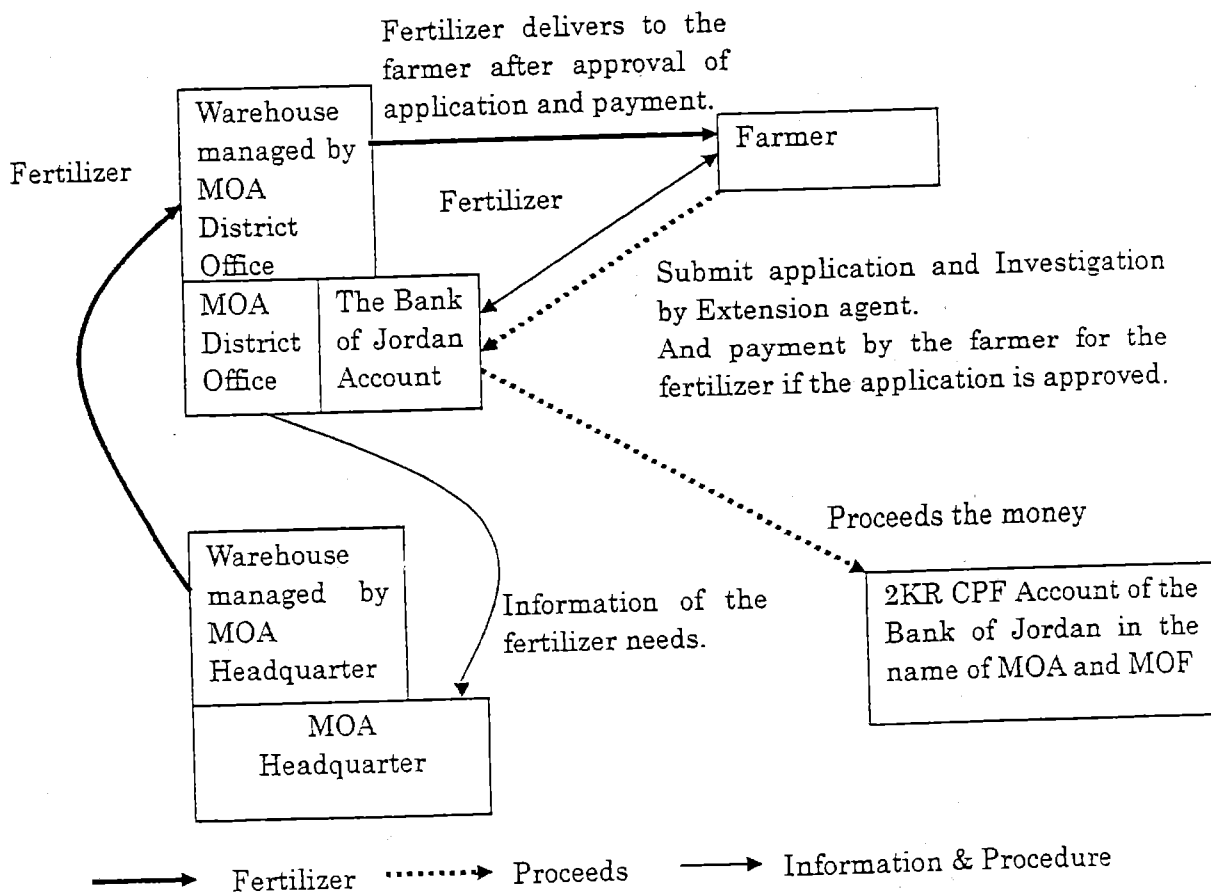 Fertilizer delivers to the
farmer after approval of
application and payment.
Warehouse
managed by
MOA
District
Office
Farmer
Fertilizer
Fertilizer
MOA
District
Office
The Bank
of Jordan
Account
Submit application and Investigation
by Extension agent.
And payment by the farmer for the
fertilizer if the application is approved.
Proceeds the money
Warehouse
managed by
MOA
Headquarter
Information of the
fertilizer needs.
2KR CPF Account of the
Bank of Jordan in the
name of MOA and MOF
MOA
Headquarter
Fertilizer
Proceeds
Information & Procedure